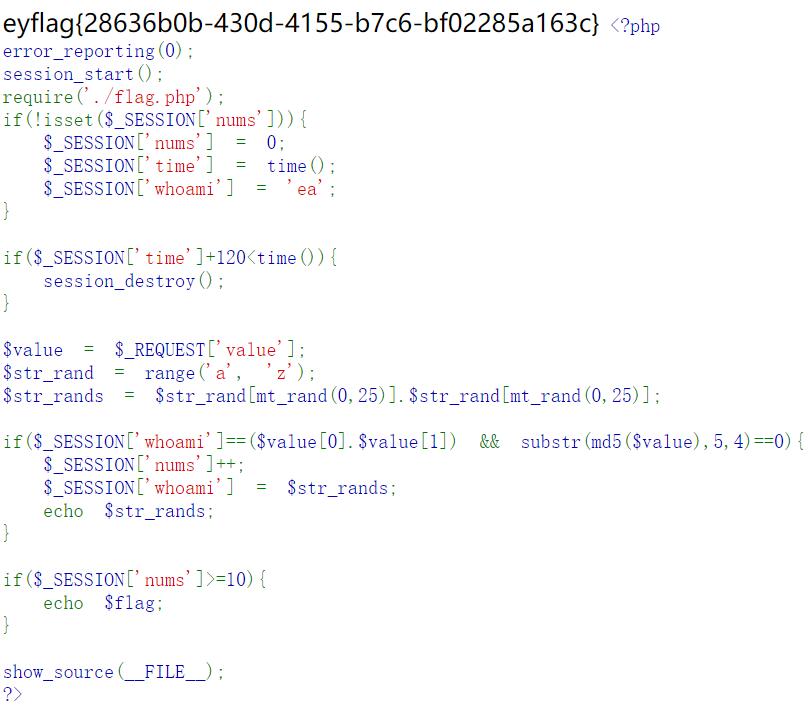 eyflag{28636b0b-430d-4155-b7c6-bf02285a163c} <?php
error_reporting(0);
session_start();
require('./flag.php');
if(!isset($_SESSION['nums'])){
    $_SESSION['nums'] = 0;
    $_SESSION['time'] = time();
    $_SESSION['whoami'] = 'ea';
}

if($_SESSION['time']+120<time()){
    session_destroy();
}

$value = $_REQUEST['value'];
$str_rand = range('a', 'z');
$str_rands = $str_rand[mt_rand(0,25)].$str_rand[mt_rand(0,25)];

if($_SESSION['whoami']==($value[0].$value[1]) && substr(md5($value),5,4)==0){
    $_SESSION['nums']++;
    $_SESSION['whoami'] = $str_rands;
    echo $str_rands;
}

if($_SESSION['nums']>=10){
    echo $flag;
}

show_source(__FILE__);
?>